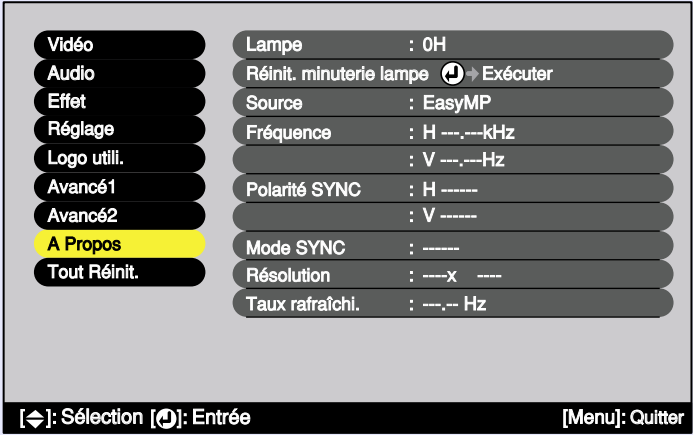 Vidéo
Audio
Effet
Réglage
Logo utili.
Avancé1
Avancé2
A Propos
Tout Réinit.
Lampe : 0H
Réinit. minuterie lampe Exécuter
Source : EasyMP
Fréquence : H ---.---kHz
: V ---.---Hz
Polarité SYNC : H ------
: V ------
Mode SYNC : ------
Résolution : ----x ----
Taux rafraîchi. : ---.-- Hz
[ ]: Sélection [ ]: Entrée [Menu]: Quitter